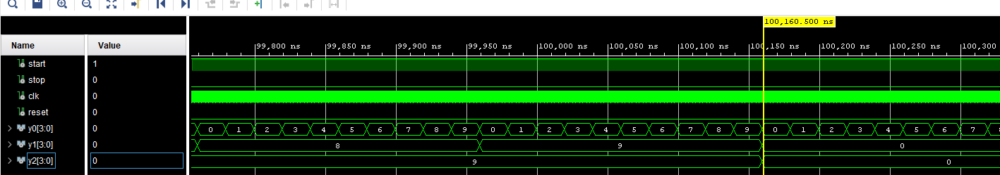 100,160.500 ns
Name Value 99,800 ns 99,850 ns 99,900 ns 99,950 ns 100,000 ns 100,050 ns 100,100 ns 100,150 ns 100,200 ns 100,250 ns 100,300
start 1
stop 0
clk 0
reset 0
y0[3:0] 0 0 1 2 3 4 5 6 7 8 9 0 1 2 3 4 5 6 7 8 9 0 1 2 3 4 5 6 7
y1[3:0] 0 8 9 0
y2[3:0] 0 9 0